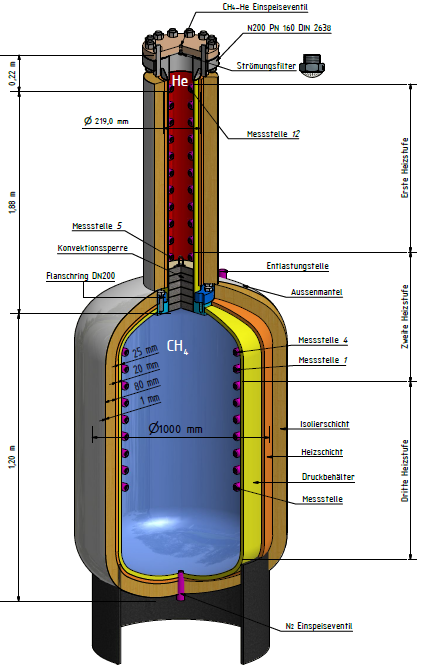 CH₄-He Einspeiseventil
N200 PN 160 DIN 2638
Strömungsfilter
He
0,22 m
Ø 219,0 mm
Messstelle 12
Erste Heizstufe
1,88 m
Messstelle 5
Konvektionssperre
Flanschring DN200
Entlastungstelle
Aussenmantel
Zweite Heizstufe
CH₄
Messstelle 4
Messstelle 1
25 mm
20 mm
80 mm
1 mm
Ø1000 mm
Isolierschicht
Heizschicht
Druckbehälter
Messstelle
Dritte Heizstufe
1,20 m
N₂ Einspeiseventil